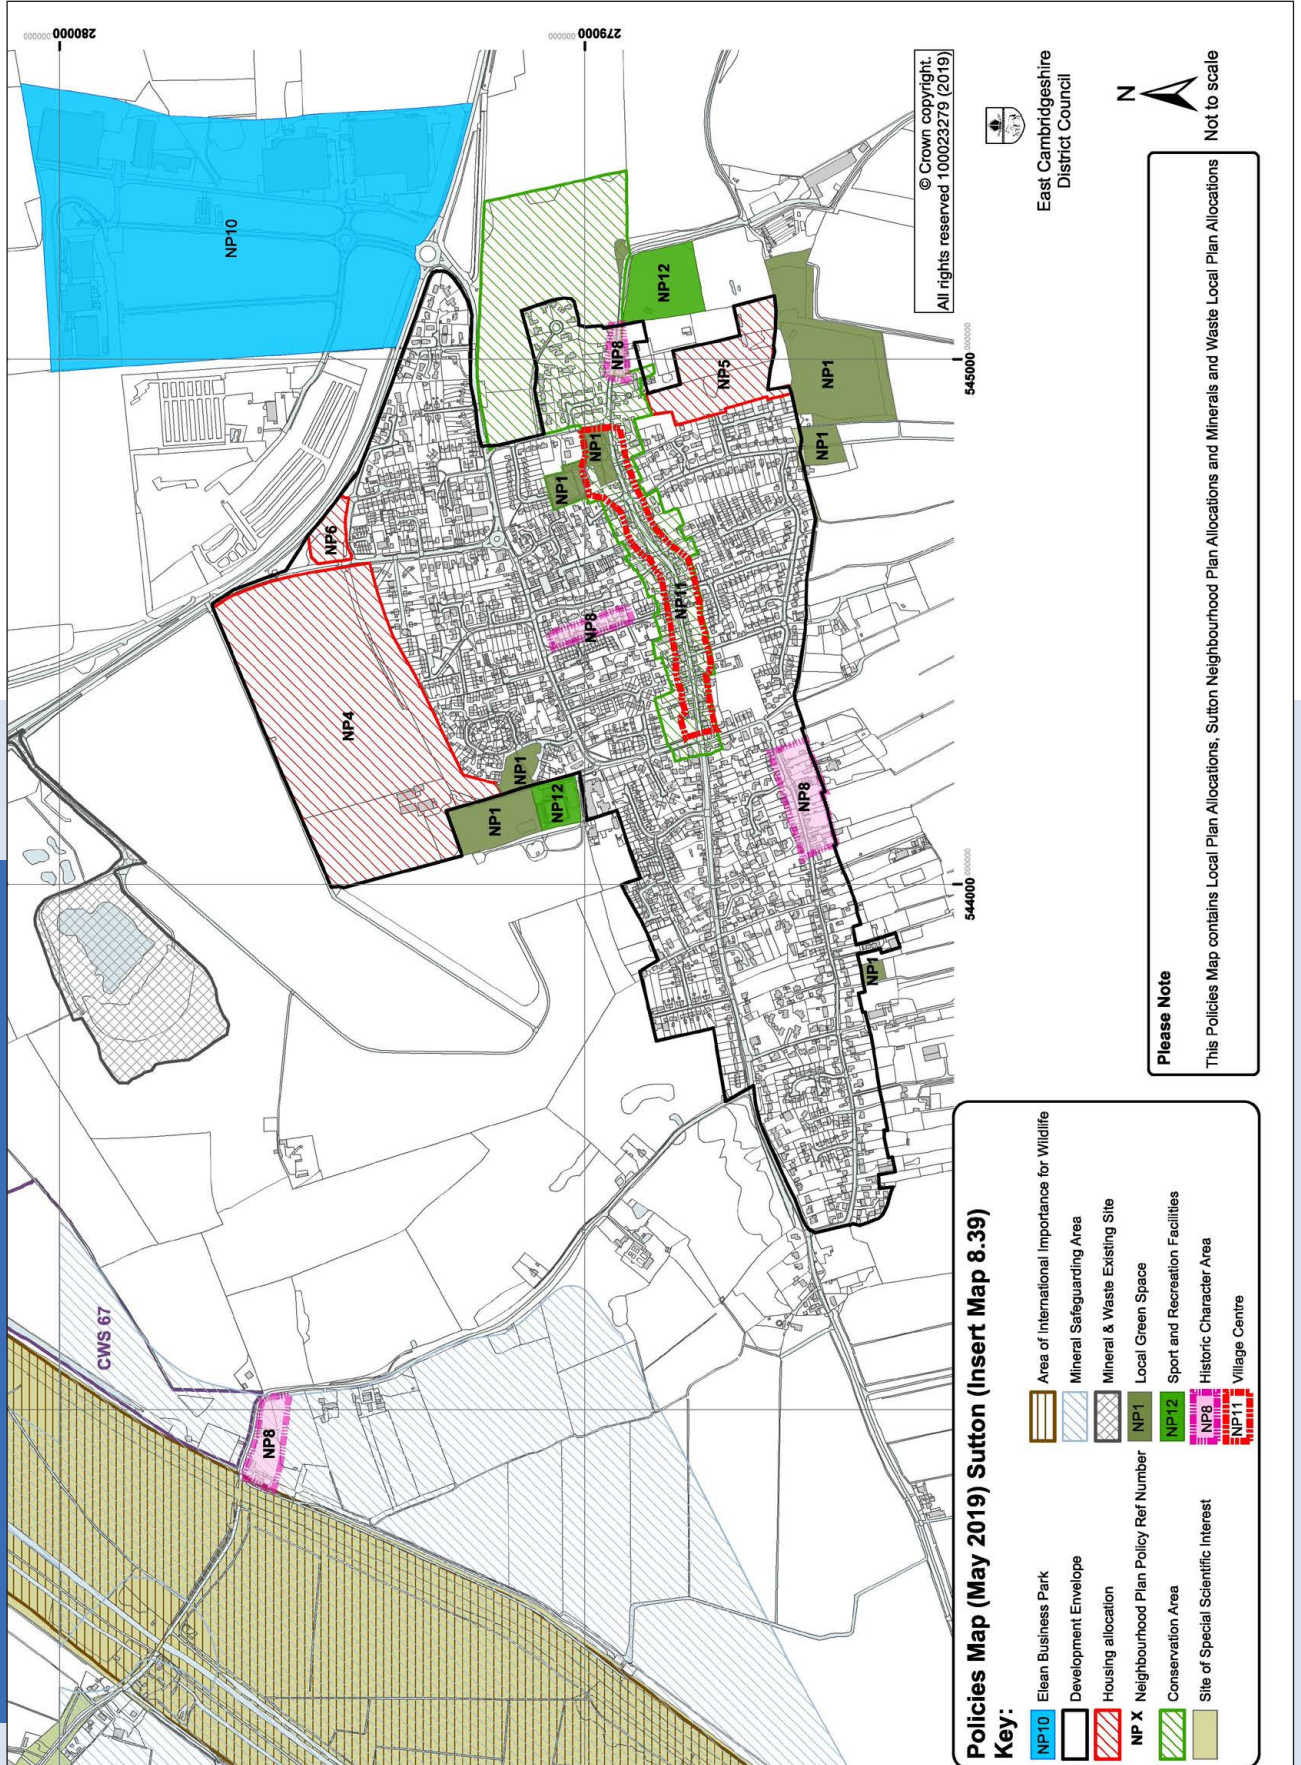 280000
279000
NP10
NP12
NP8
NP5
NP1
NP1
NP1
NP1
NP6
NP11
NP8
NP4
NP1
NP1
NP12
NP8
NP1
CWS 67
NP8
545000
544000
© Crown copyright.
All rights reserved 100023279 (2019)
East Cambridgeshire
District Council
N
Not to scale
Please Note
This Policies Map contains Local Plan Allocations, Sutton Neighbourhood Plan Allocations and Minerals and Waste Local Plan Allocations
Policies Map (May 2019) Sutton (Insert Map 8.39)
Key:
NP10 Elean Business Park
Development Envelope
Housing allocation
NP X Neighbourhood Plan Policy Ref Number
Conservation Area
Site of Special Scientific Interest
Area of International Importance for Wildlife
Mineral Safeguarding Area
Mineral & Waste Existing Site
NP1 Local Green Space
NP12 Sport and Recreation Facilities
NP8 Historic Character Area
NP11 Village Centre